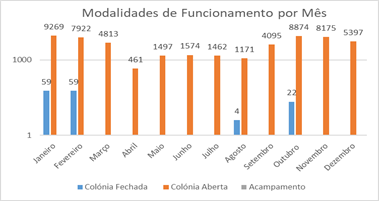 Modalidades de Funcionamento por Mês
9269 7922 4813 461 1497 1574 1462 1171 4095 8874 8175 5397
1000
59 59 4 22
1
Janeiro Fevereiro Março Abril Maio Junho Julho Agosto Setembro Outubro Novembro Dezembro
Colónia Fechada Colónia Aberta Acampamento